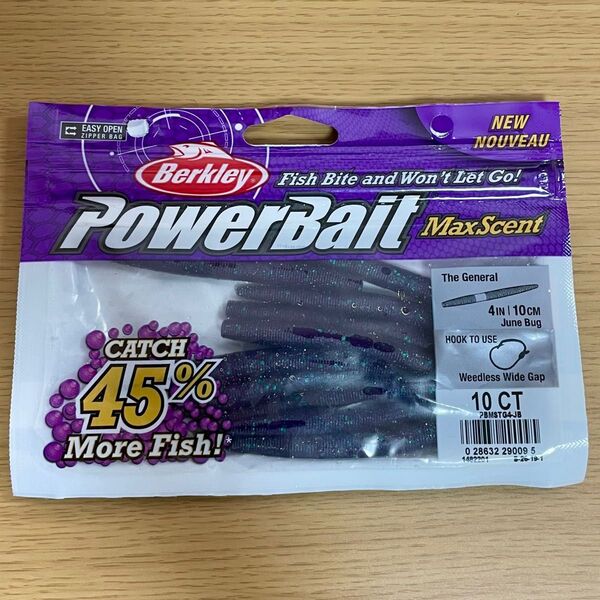 EASY OPEN
ZIPPER BAG
NEW
NOUVEAU
Berkley
Fish Bite and Won't Let Go!
PowerBait MaxScent
The General
4IN | 10CM
June Bug
HOOK TO USE
Weedless Wide Gap
10 CT
PBMSTG4-JB
0 28632 29009 5
1482201
CATCH
45%
More Fish!*